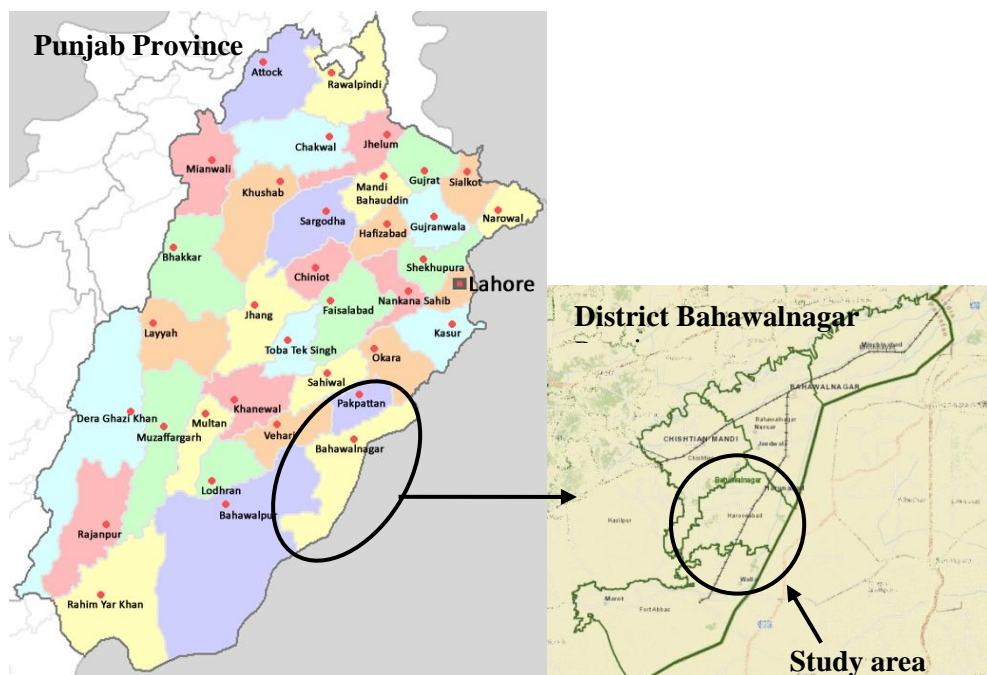 Punjab Province
Attock
Rawalpindi
Chakwal
Jhelum
Mianwali
Gujrat
Sialkot
Khushab
Mandi
Bahauddin
Sargodha
Narowal
Gujranwala
Hafizabad
Bhakkar
Shekhupura
Chiniot
Lahore
Nankana Sahib
Jhang
Faisalabad
Layyah
Kasur
Toba Tek Singh
Okara
Sahiwal
Pakpattan
Dera Ghazi Khan
Khanewal
Multan
Muzaffargarh
Vehari
Bahawalnagar
Lodhran
Bahawalpur
Rajanpur
Rahim Yar Khan
District Bahawalnagar
BAHAWALNAGAR
Bahawalnagar
CHISHTIAN MANDI
Chishtian
Bahawalnagar
Haroonabad
Hasilpur
Marot
Fort Abbas
Study area